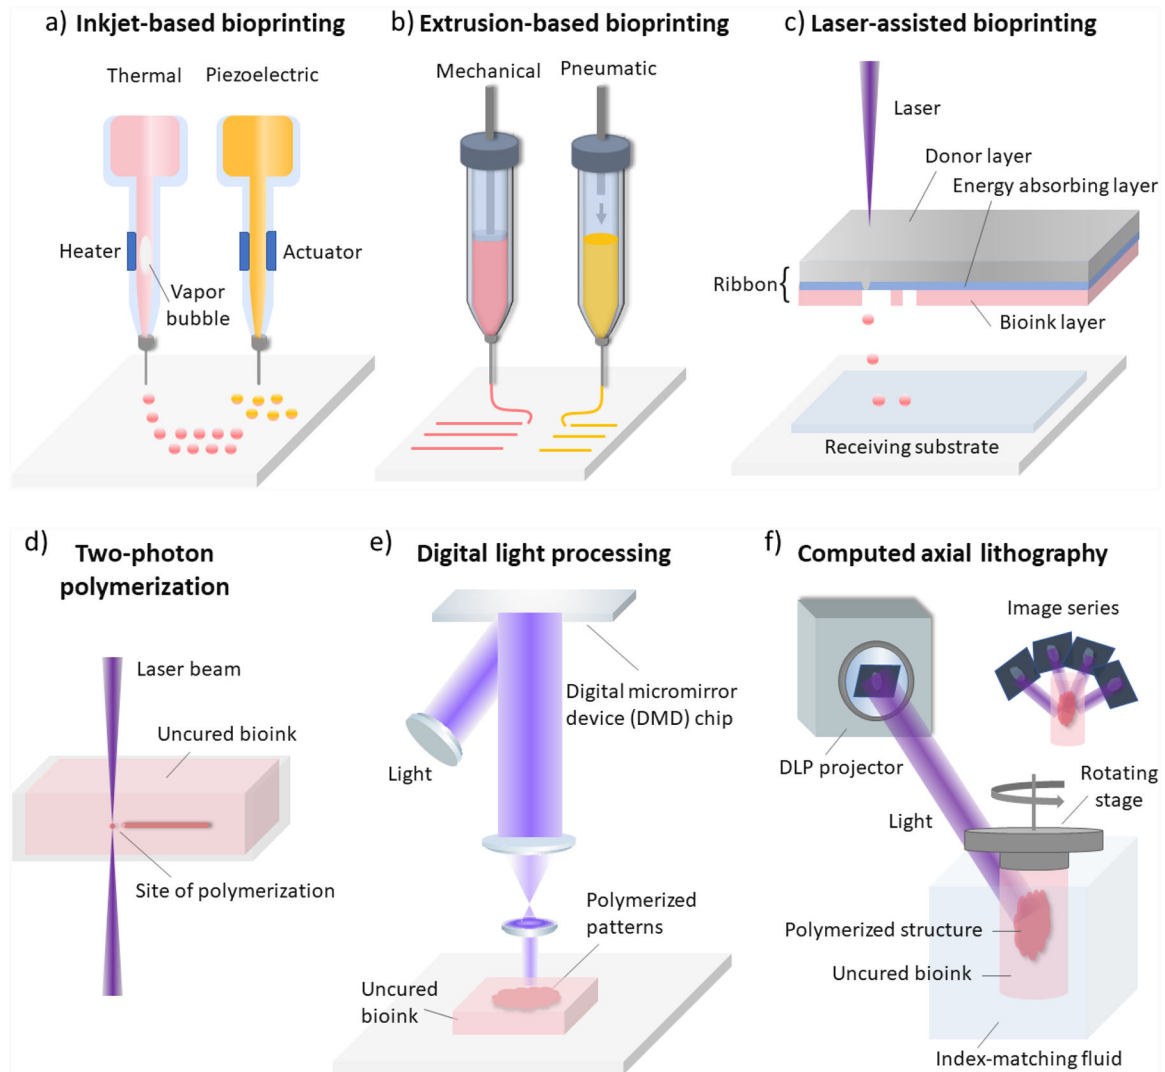 a) Inkjet-based bioprinting
Thermal
Piezoelectric
Heater
Actuator
Vapor
bubble
b) Extrusion-based bioprinting
Mechanical
Pneumatic
c) Laser-assisted bioprinting
Laser
Donor layer
Energy absorbing layer
Ribbon
Bioink layer
Receiving substrate
d) Two-photon
polymerization
Laser beam
Uncured bioink
Site of polymerization
e) Digital light processing
Digital micromirror
device (DMD) chip
Light
Polymerized
patterns
Uncured
bioink
f) Computed axial lithography
Image series
DLP projector
Rotating
stage
Light
Polymerized structure
Uncured bioink
Index-matching fluid